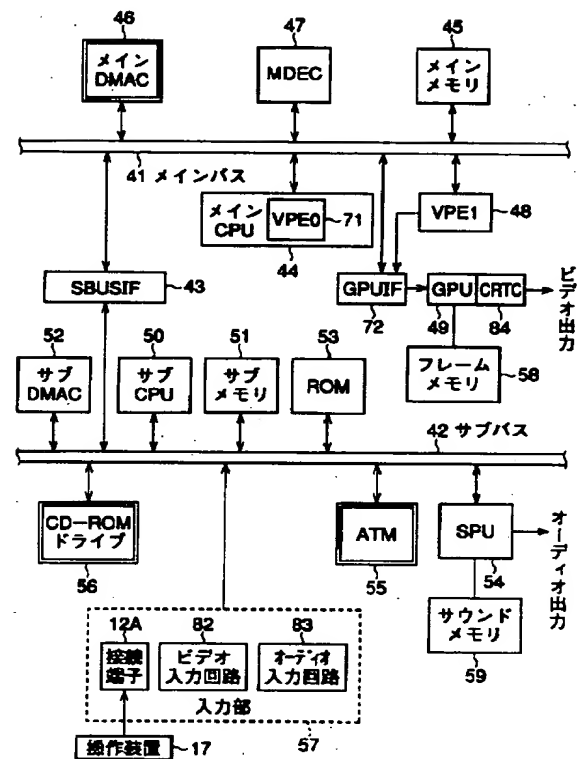 46
メイン
DMAC
47
MDEC
45
メイン
メモリ
41 メインバス
メイン
CPU
VPE0
71
44
VPE1
48
SBUSIF
43
GPUIF
72
GPU
49
CRTC
84
ビデオ出力
フレーム
メモリ
58
52
サブ
DMAC
50
サブ
CPU
51
サブ
メモリ
53
ROM
42 サブバス
CD-ROM
ドライブ
56
ATM
55
SPU
54
オーディオ出力
サウンド
メモリ
59
12A
接続
端子
82
ビデオ
入力回路
83
オーディオ
入力回路
入力部
57
操作装置
17